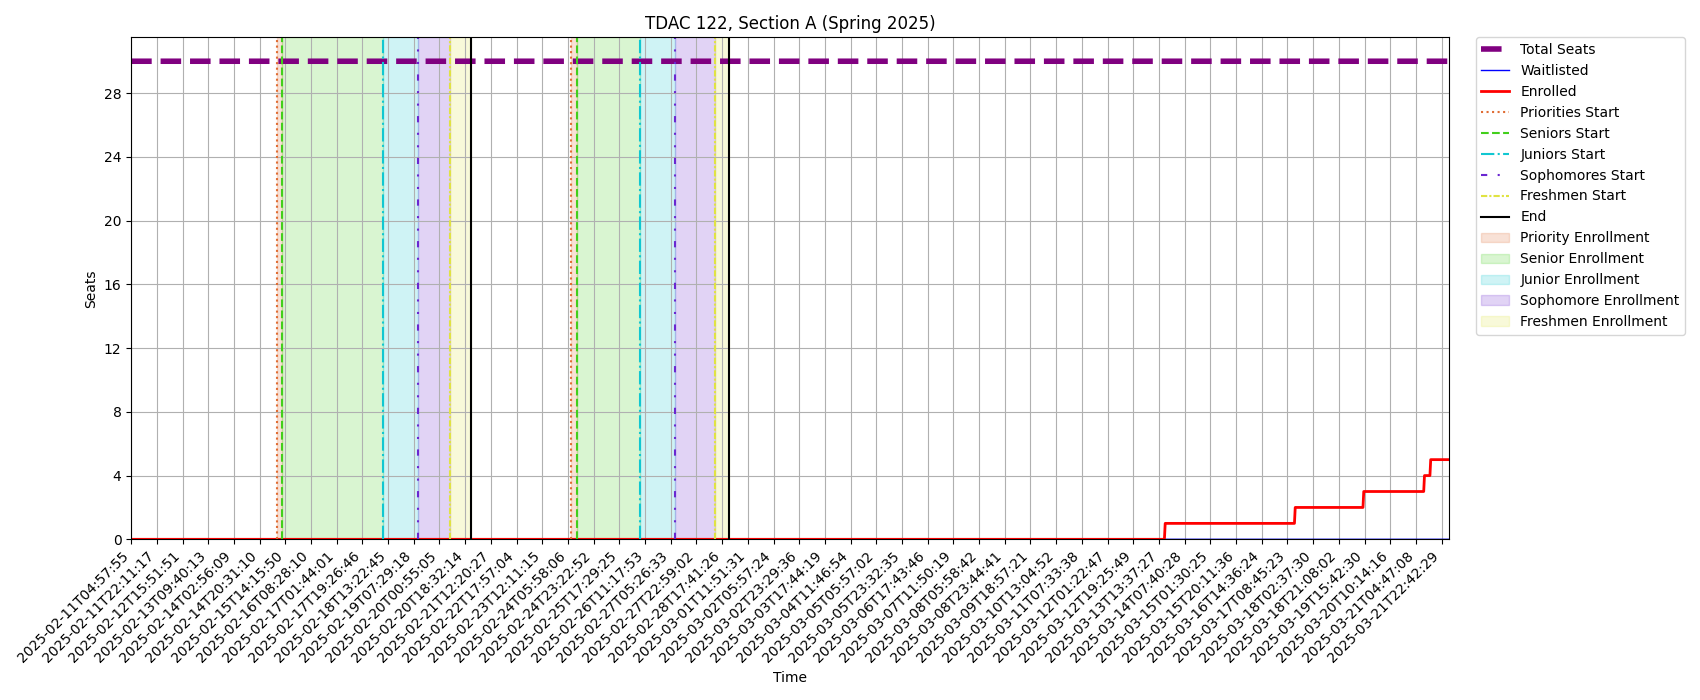 TDAC 122, Section A (Spring 2025)
Total Seats
Waitlisted
Enrolled
Priorities Start
Seniors Start
Juniors Start
Sophomores Start
Freshmen Start
End
Priority Enrollment
Senior Enrollment
Junior Enrollment
Sophomore Enrollment
Freshmen Enrollment
Seats
28
24
20
16
12
8
4
0
2025-02-11T04:57:55
2025-02-11T22:11:17
2025-02-12T15:51:51
2025-02-13T09:40:13
2025-02-14T02:56:09
2025-02-14T20:31:10
2025-02-15T14:15:50
2025-02-16T08:28:10
2025-02-17T01:44:01
2025-02-17T19:26:46
2025-02-18T13:22:45
2025-02-19T07:29:18
2025-02-20T00:55:05
2025-02-20T18:32:14
2025-02-21T12:20:27
2025-02-22T17:57:04
2025-02-23T12:11:15
2025-02-24T05:58:06
2025-02-24T23:22:52
2025-02-25T17:29:25
2025-02-26T11:17:53
2025-02-27T05:26:33
2025-02-27T22:59:02
2025-02-28T17:41:26
2025-03-01T11:51:31
2025-03-02T05:57:24
2025-03-02T23:29:36
2025-03-03T17:44:19
2025-03-04T11:46:54
2025-03-05T05:57:02
2025-03-05T23:32:35
2025-03-06T17:43:46
2025-03-07T11:50:19
2025-03-08T05:58:42
2025-03-08T23:44:41
2025-03-09T18:57:21
2025-03-10T13:04:52
2025-03-11T07:33:38
2025-03-12T01:22:47
2025-03-12T19:25:49
2025-03-13T13:37:27
2025-03-14T07:40:28
2025-03-15T01:30:25
2025-03-15T20:11:36
2025-03-16T14:36:24
2025-03-17T08:45:23
2025-03-18T02:37:30
2025-03-18T21:08:02
2025-03-19T15:42:30
2025-03-20T10:14:16
2025-03-21T04:47:08
2025-03-21T22:42:29
Time